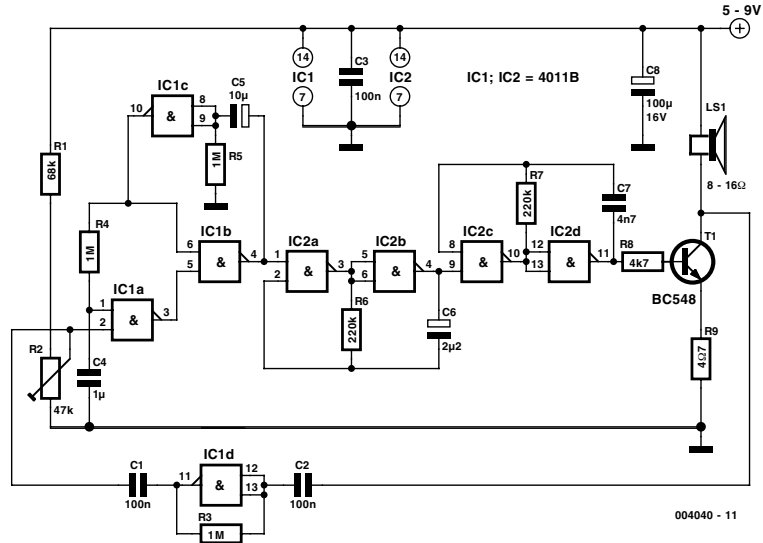 5 - 9V
14
14
C3
100n
IC1
IC2
7
7
IC1; IC2 = 4011B
C8
100µ
16V
LS1
8 - 16Ω
IC1c
10
&
8
9
C5
10µ
R5
1M
R1
68k
R4
1M
IC1b
6
5
&
4
IC1a
1
2
&
3
R2
47k
C4
1µ
IC2a
1
2
&
3
IC2b
5
6
&
4
R6
220k
C6
2µ2
IC2c
8
9
&
10
R7
220k
IC2d
12
13
&
11
C7
4n7
R8
4k7
T1
BC548
R9
4Ω7
IC1d
C1
100n
11
&
12
13
C2
100n
R3
1M
004040 - 11